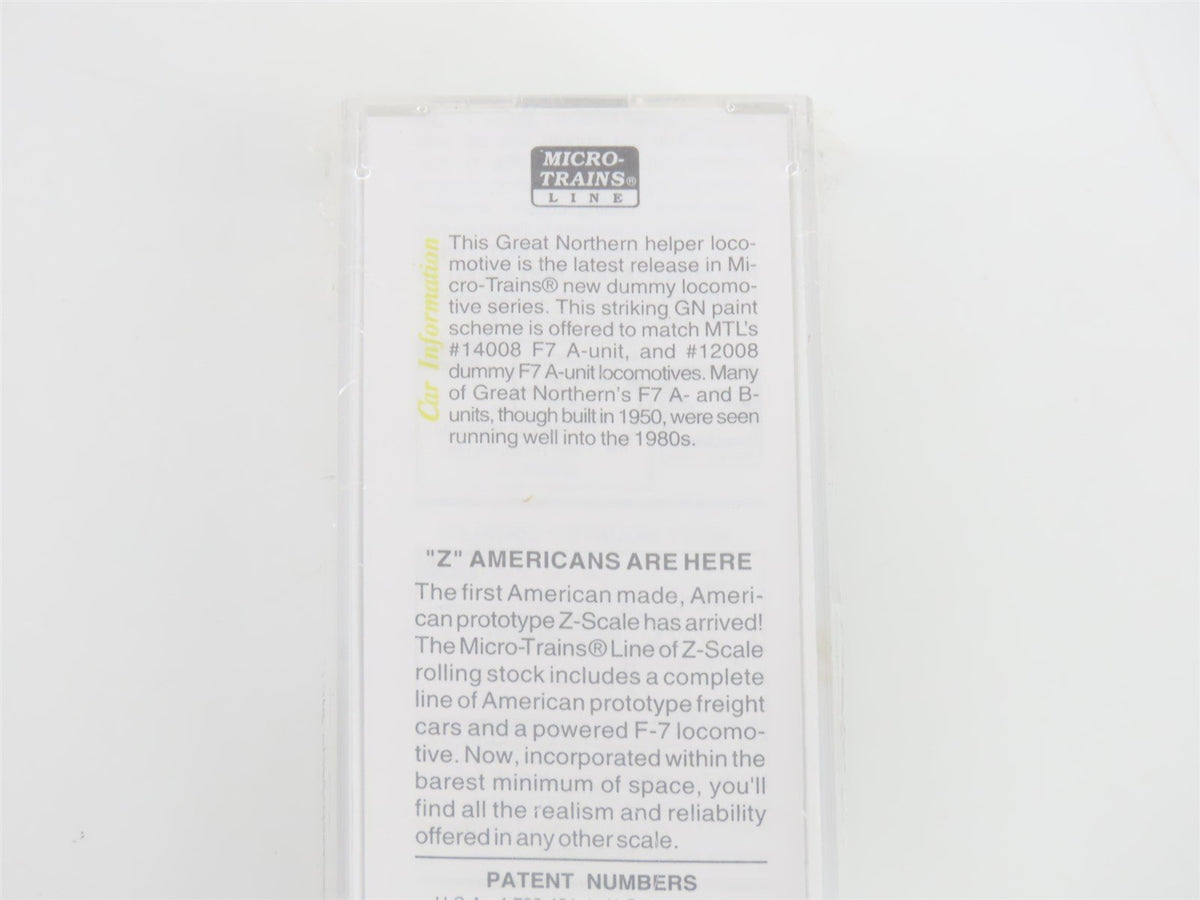 MICRO-
TRAINS®
LINE
Car Information
This Great Northern helper loco-
motive is the latest release in Mi-
cro-Trains® new dummy locomo-
tive series. This striking GN paint
scheme is offered to match MTL's
#14008 F7 A-unit, and #12008
dummy F7 A-unit locomotives. Many
of Great Northern's F7 A- and B-
units, though built in 1950, were seen
running well into the 1980s.
"Z" AMERICANS ARE HERE
The first American made, Ameri-
can prototype Z-Scale has arrived!
The Micro-Trains® Line of Z-Scale
rolling stock includes a complete
line of American prototype freight
cars and a powered F-7 locomo-
tive. Now, incorporated within the
barest minimum of space, you'll
find all the realism and reliability
offered in any other scale.
PATENT NUMBERS